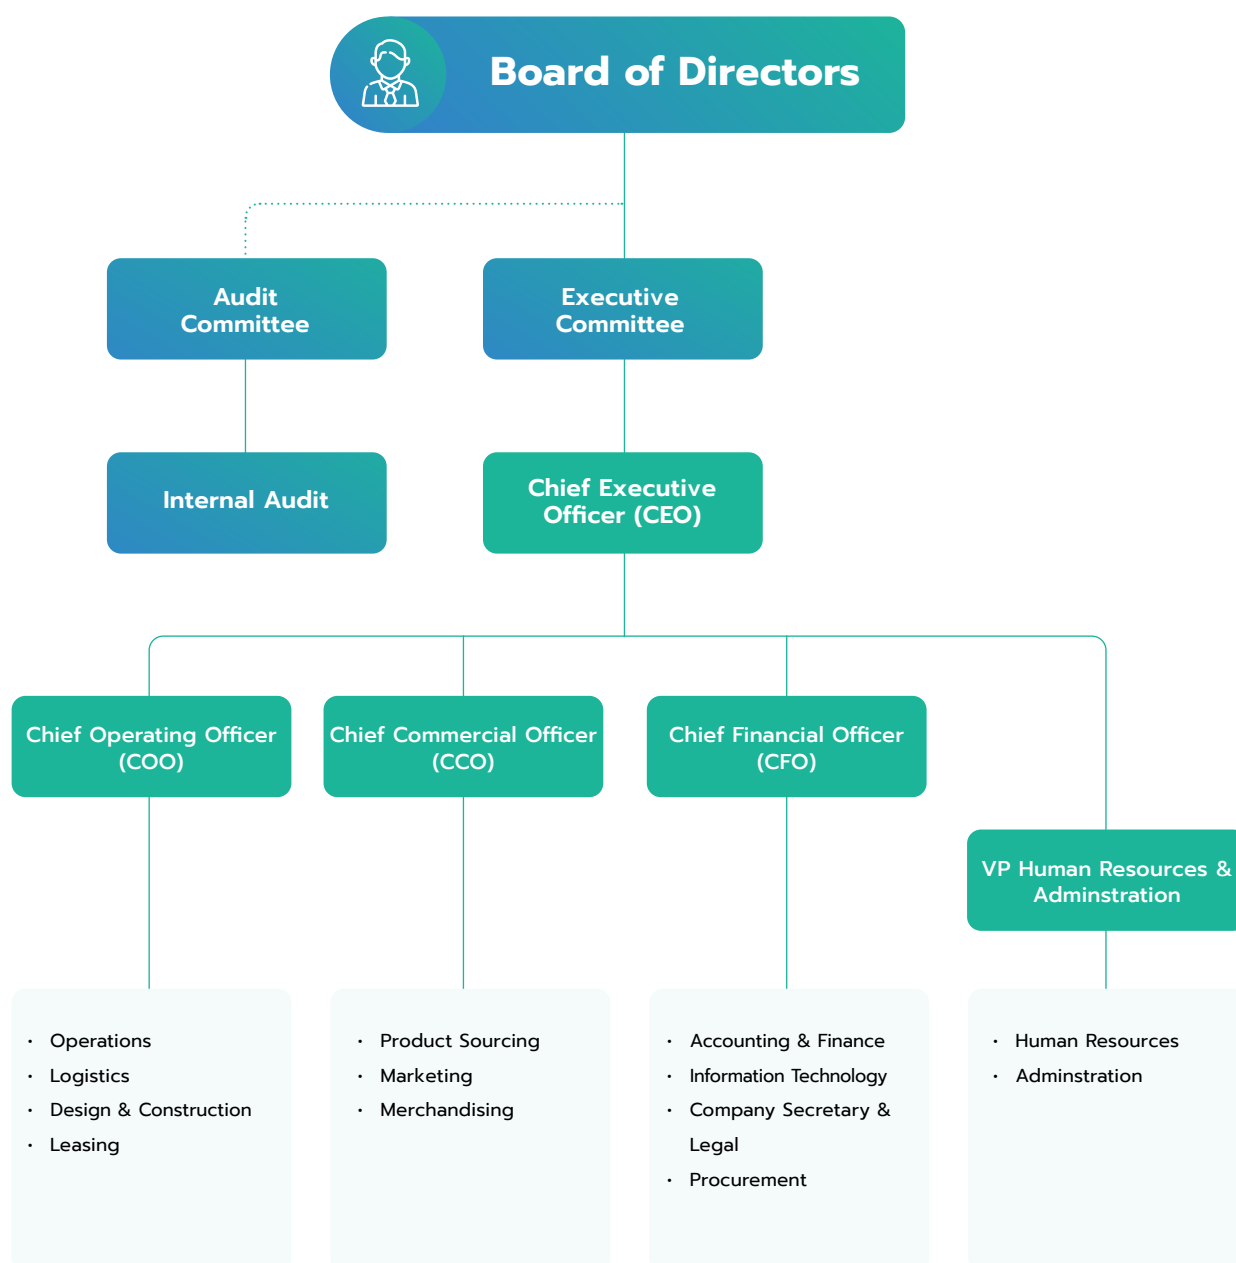 Board of Directors
Audit
Committee
Executive
Committee
Internal Audit
Chief Executive
Officer (CEO)
Chief Operating Officer
(COO)
Chief Commercial Officer
(CCO)
Chief Financial Officer
(CFO)
VP Human Resources &
Adminstration
• Operations
• Logistics
• Design & Construction
• Leasing
• Product Sourcing
• Marketing
• Merchandising
• Accounting & Finance
• Information Technology
• Company Secretary &
Legal
• Procurement
• Human Resources
• Adminstration